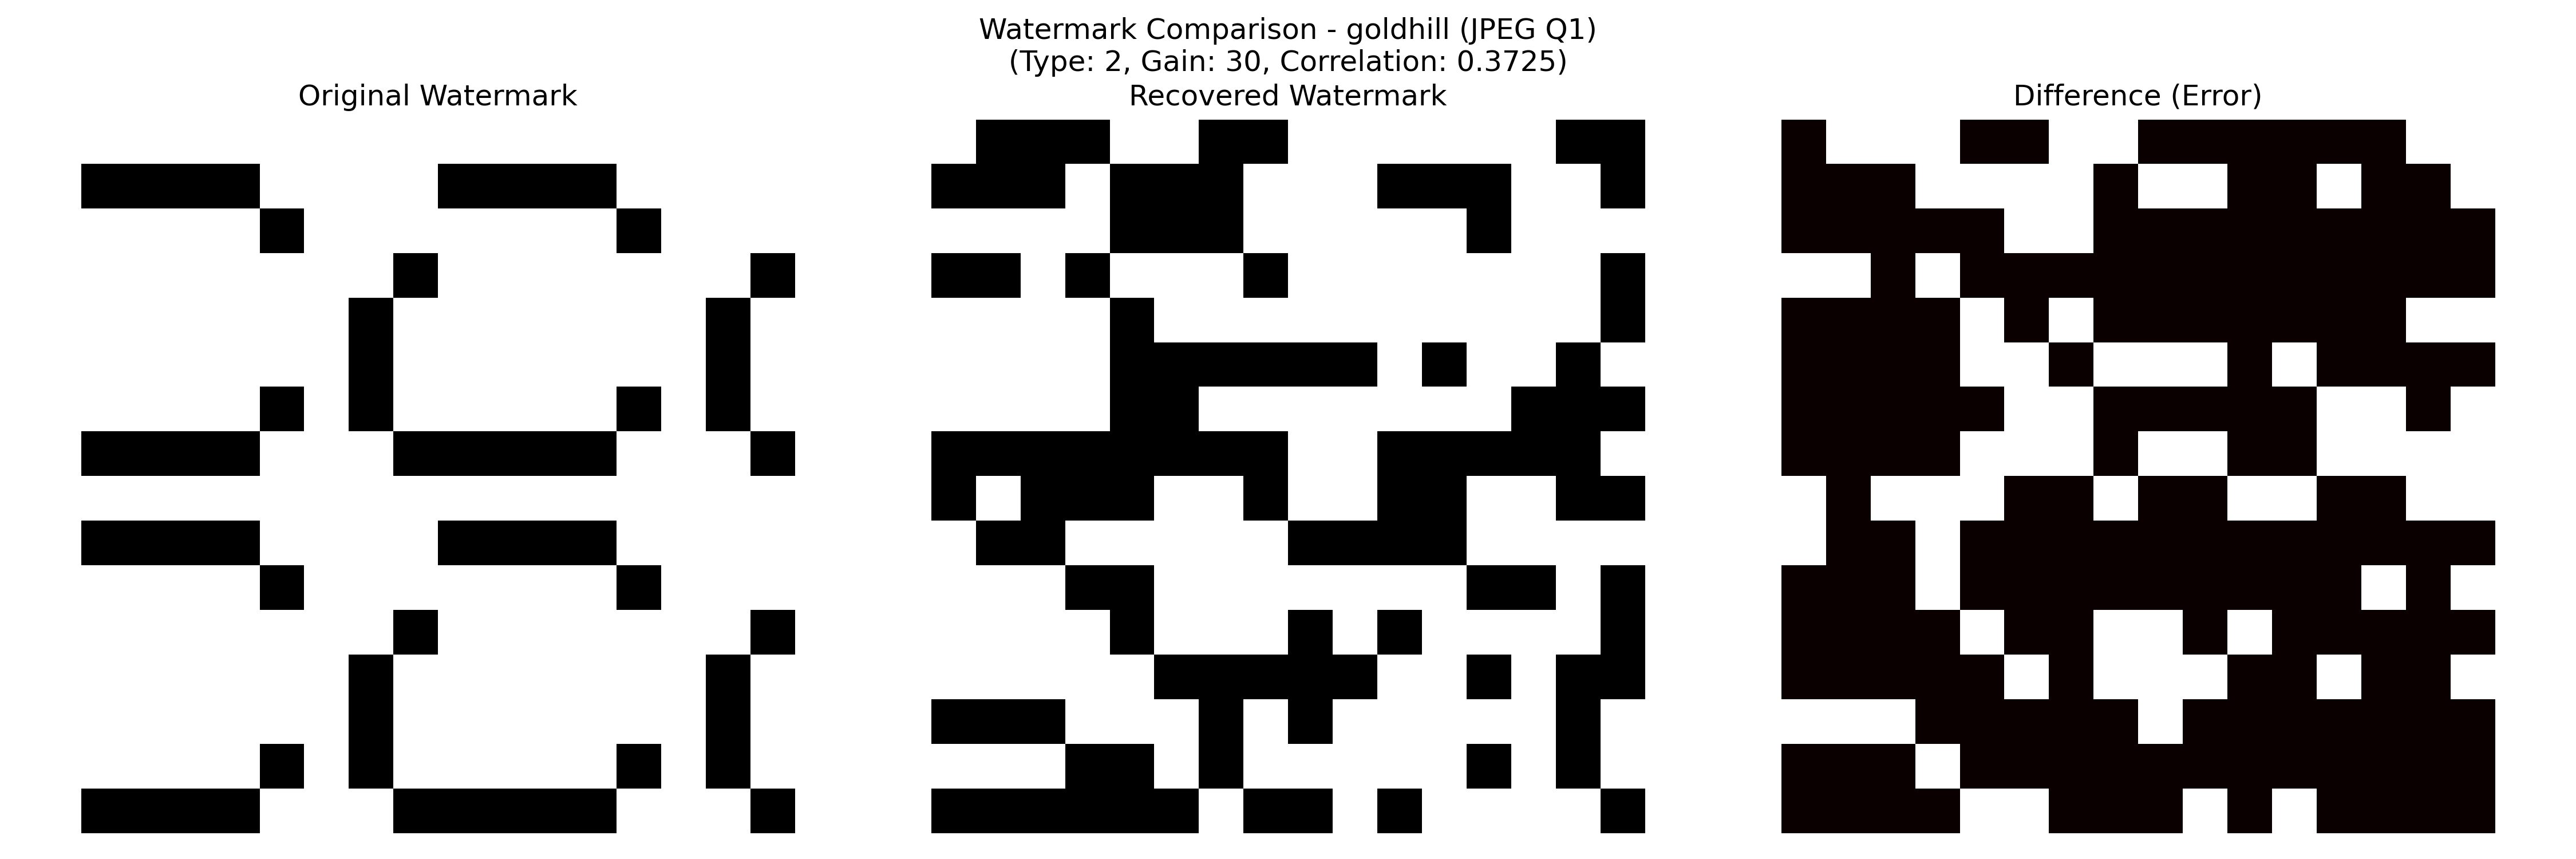 Watermark Comparison - goldhill (JPEG Q1)
(Type: 2, Gain: 30, Correlation: 0.3725)
Original Watermark
Recovered Watermark
Difference (Error)